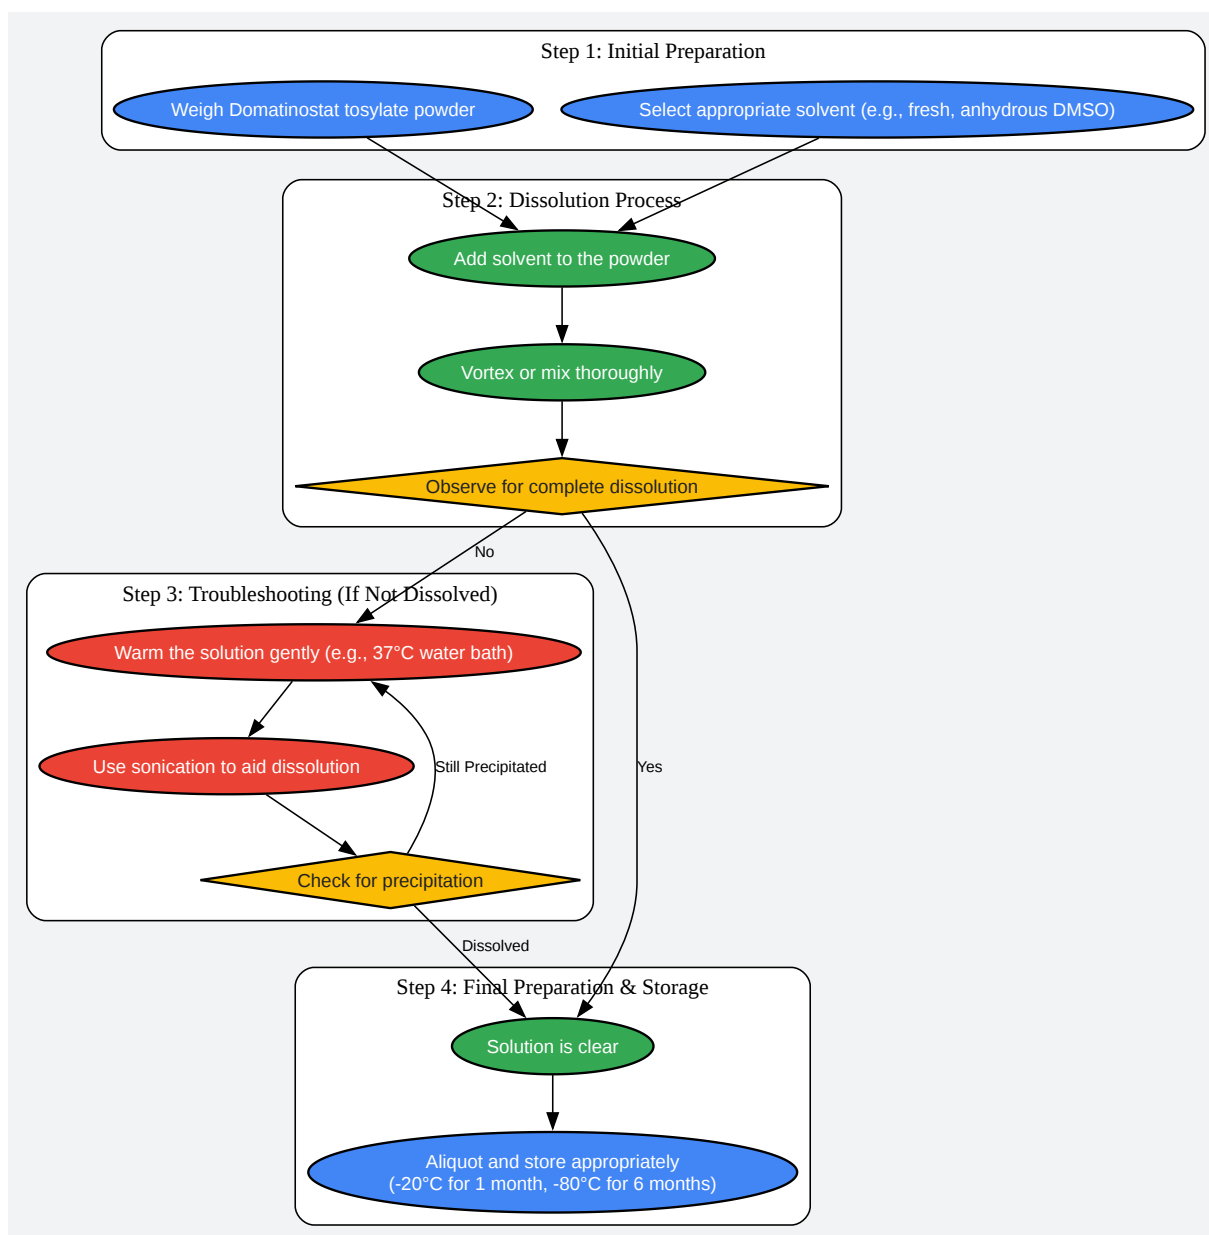 Step 1: Initial Preparation
Weigh Domatinostat tosylate powder
Select appropriate solvent (e.g., fresh, anhydrous DMSO)
Step 2: Dissolution Process
Add solvent to the powder
Vortex or mix thoroughly
Observe for complete dissolution
No
Step 3: Troubleshooting (If Not Dissolved)
Warm the solution gently (e.g., 37°C water bath)
Use sonication to aid dissolution
Still Precipitated
Yes
Check for precipitation
Dissolved
Step 4: Final Preparation & Storage
Solution is clear
Aliquot and store appropriately
(-20°C for 1 month, -80°C for 6 months)